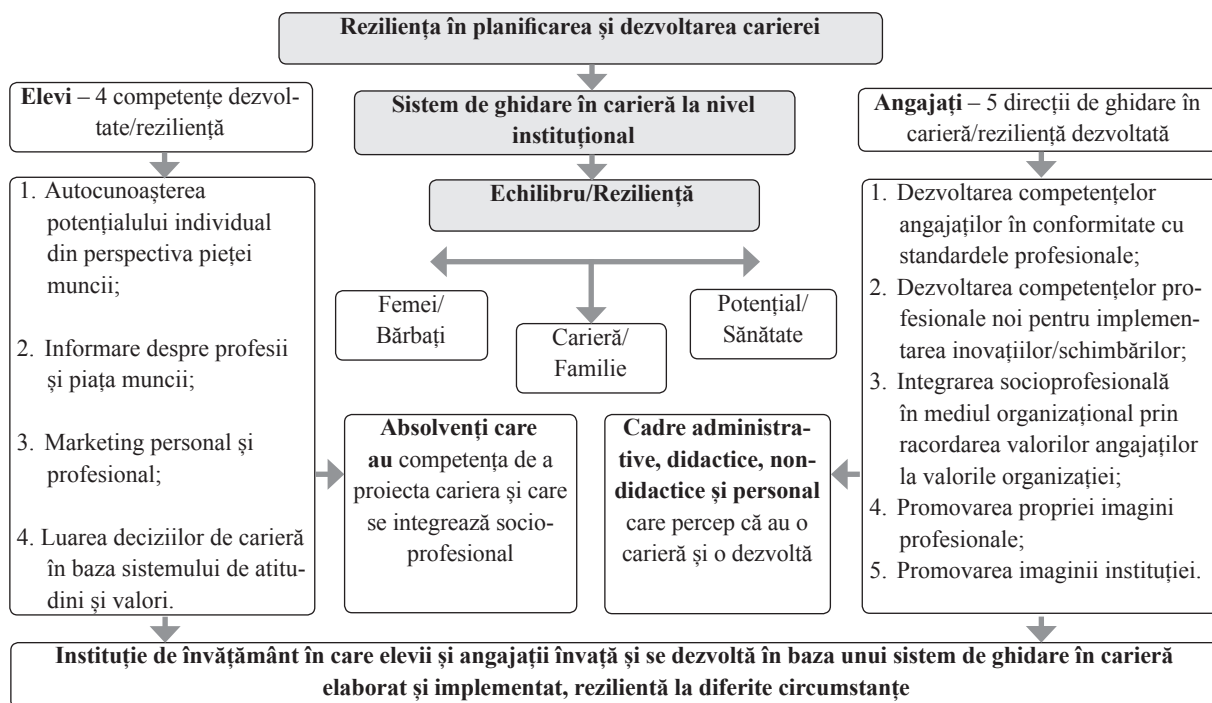 Reziliența în planificarea și dezvoltarea carierei
Elevi – 4 competențe dezvol-
tate/reziliență
Sistem de ghidare în carieră la nivel
instituțional
Angajați – 5 direcții de ghidare în
carieră/reziliență dezvoltată
1. Autocunoașterea
potențialului individual
din perspectiva pieței
muncii;
2. Informare despre profesii
și piața muncii;
3. Marketing personal și
profesional;
4. Luarea deciziilor de carieră
în baza sistemului de atitu-
dini și valori.
Echilibru/Reziliență
Femei/
Bărbați
Carieră/
Familie
Potențial/
Sănătate
Absolvenți care
au competența de a
proiecta cariera și care
se integrează socio-
profesional
Cadre administra-
tive, didactice, non-
didactice și personal
care percep că au o
carieră și o dezvoltă
1. Dezvoltarea competențelor
angajaților în conformitate cu
standardele profesionale;
2. Dezvoltarea competențelor pro-
fesionale noi pentru implemen-
tarea inovațiilor/schimbărilor;
3. Integrarea socioprofesională
în mediul organizațional prin
racordarea valorilor angajaților
la valorile organizației;
4. Promovarea propriei imagini
profesionale;
5. Promovarea imaginii instituției.
Instituție de învățământ în care elevii și angajații învață și se dezvoltă în baza unui sistem de ghidare în carieră
elaborat și implementat, rezilientă la diferite circumstanțe